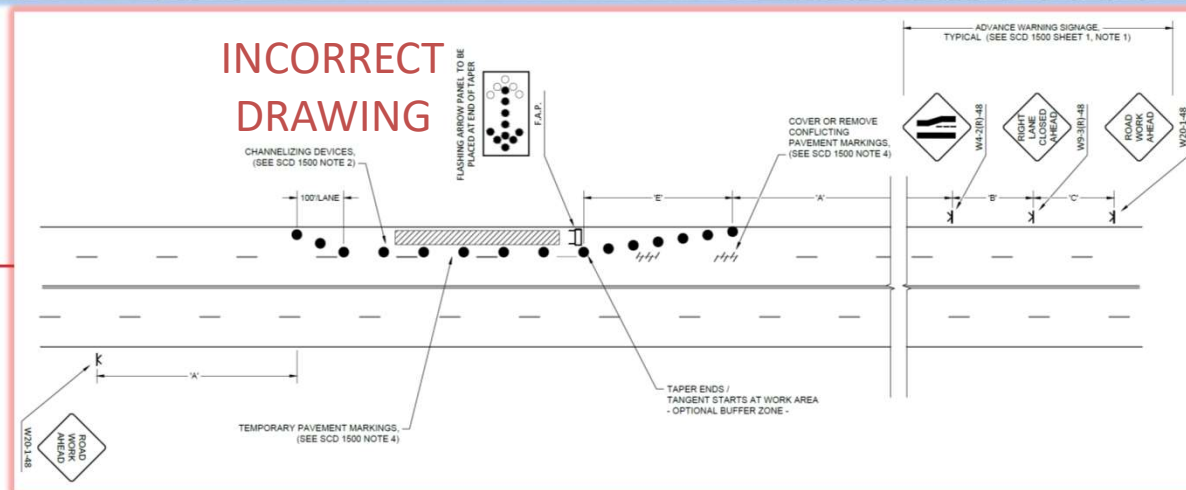 INCORRECT
DRAWING
FLASHING ARROW PANEL TO BE
PLACED AT END OF TAPER
F.A.P.
ADVANCE WARNING SIGNAGE,
TYPICAL (SEE SCD 1500 SHEET 1, NOTE 1)
W4-2(R)-48
RIGHT
LANE
CLOSED
AHEAD
W9-3(R)-48
ROAD
WORK
AHEAD
W20-1-48
CHANNELIZING DEVICES,
(SEE SCD 1500 NOTE 2)
COVER OR REMOVE
CONFLICTING
PAVEMENT MARKINGS,
(SEE SCD 1500 NOTE 4)
100'/LANE
'E'
'A'
'B'
'C'
'A'
TAPER ENDS /
TANGENT STARTS AT WORK AREA
- OPTIONAL BUFFER ZONE -
TEMPORARY PAVEMENT MARKINGS,
(SEE SCD 1500 NOTE 4)
W20-1-48
ROAD
WORK
AHEAD